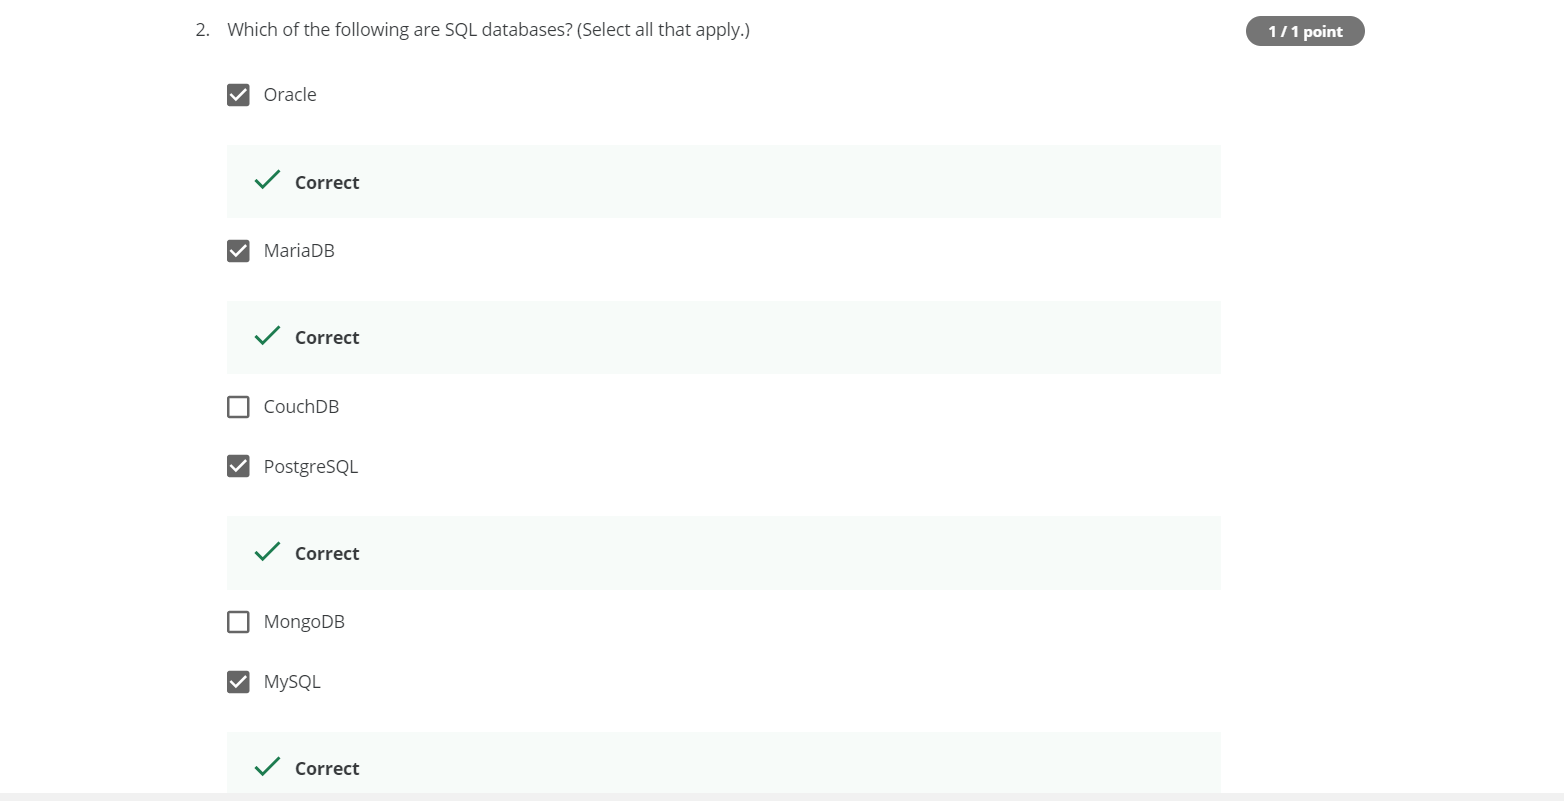 2. Which of the following are SQL databases? (Select all that apply.)
1 / 1 point
Oracle
Correct
MariaDB
Correct
CouchDB
PostgreSQL
Correct
MongoDB
MySQL
Correct